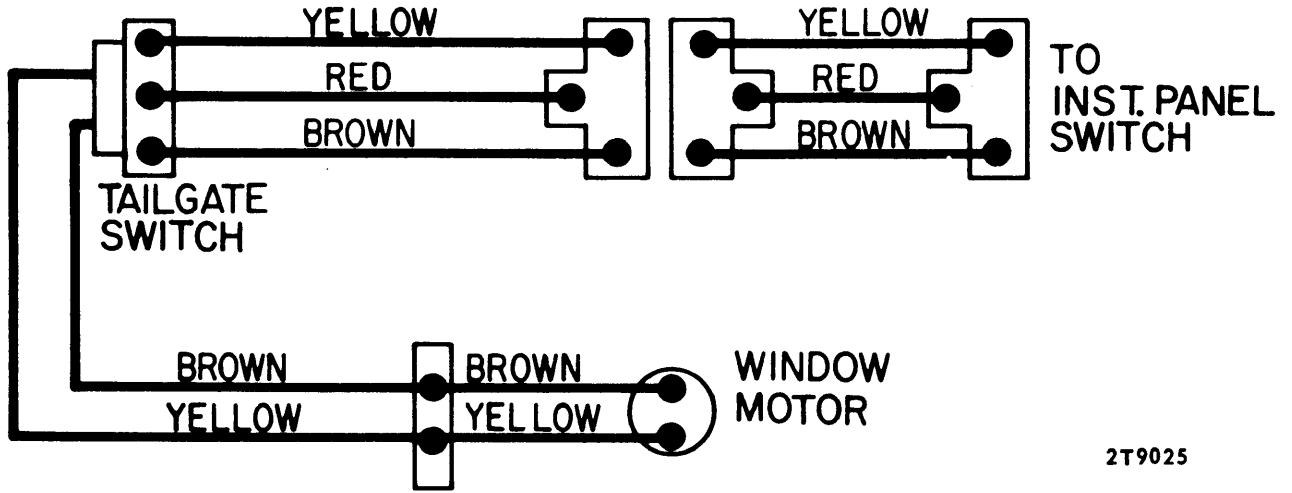 YELLOW
YELLOW
RED
RED
BROWN
BROWN
TO
INST. PANEL
SWITCH
TAILGATE
SWITCH
BROWN
BROWN
YELLOW
YELLOW
WINDOW
MOTOR
2T9025